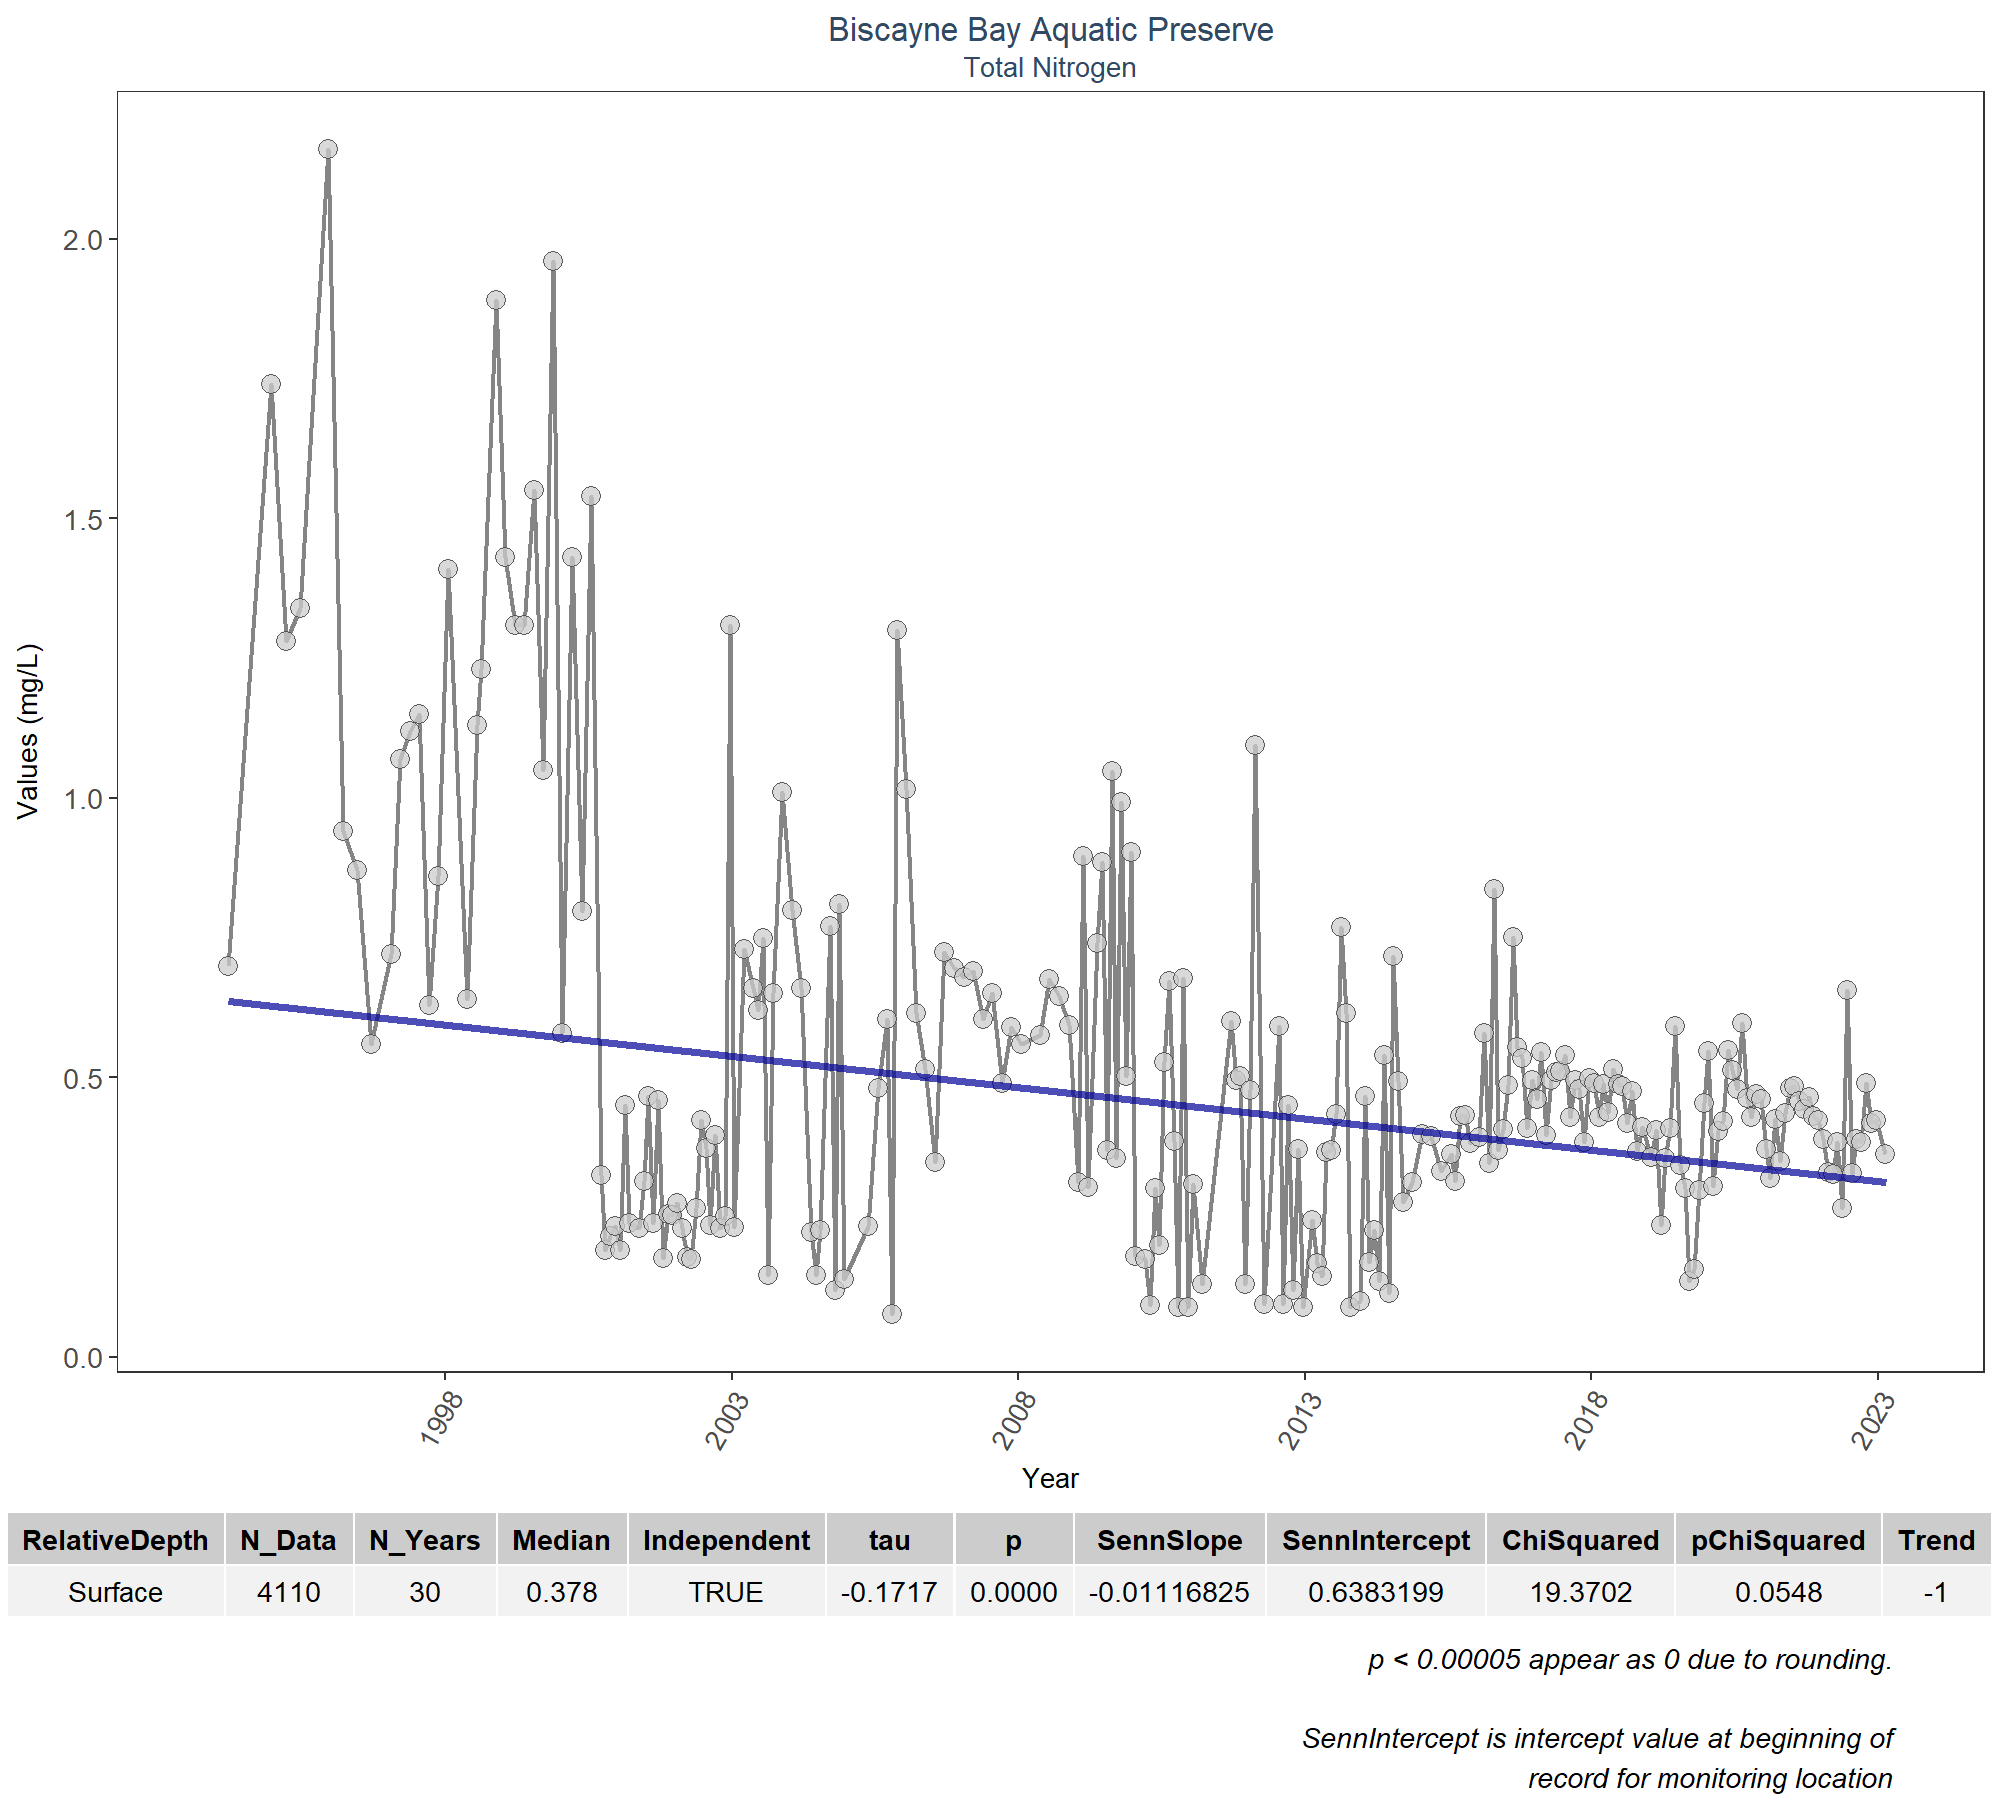 Biscayne Bay Aquatic Preserve
Total Nitrogen
Values (mg/L)
2.0
1.5
1.0
0.5
0.0
1998 2003 2008 2013 2018 2023
Year
RelativeDepth N_Data N_Years Median Independent tau p SennSlope SennIntercept ChiSquared pChiSquared Trend
Surface 4110 30 0.378 TRUE -0.1717 0.0000 -0.01116825 0.6383199 19.3702 0.0548 -1
p < 0.00005 appear as 0 due to rounding.
SennIntercept is intercept value at beginning of
record for monitoring location